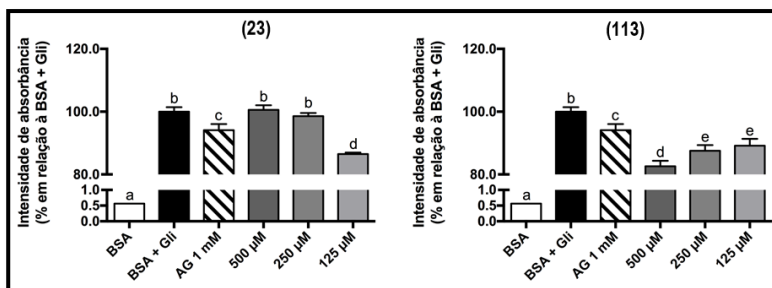 (23)
Intensidade de absorbância
(% em relação à BSA + Gli)
120.0
100.0
80.0
1.0
0.5
0.0
a
b
c
b
b
d
BSA
BSA + Gli
AG 1 mM
500 µM
250 µM
125 µM
(113)
Intensidade de absorbância
(% em relação à BSA + Gli)
120.0
100.0
80.0
1.0
0.5
0.0
a
b
c
d
e
e
BSA
BSA + Gli
AG 1 mM
500 µM
250 µM
125 µM